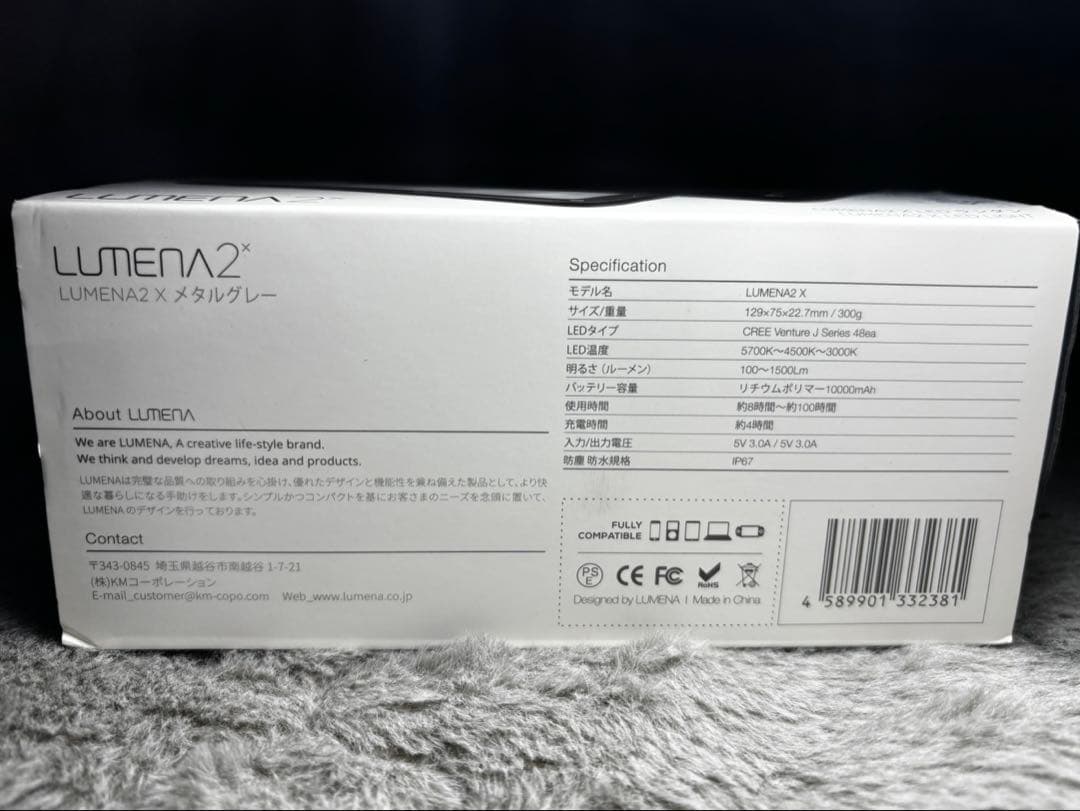 LUMENA2 x
LUMENA2 x
LUMENA2 X メタルグレー
About LUMENA
We are LUMENA, A creative life-style brand.
We think and develop dreams, idea and products.
LUMENAは完璧な品質への取り組みを心掛け、優れたデザインと機能性を兼ね備えた製品として、より快
適な暮らしになる手助けをします。シンプルかつコンパクトを基にお客さまのニーズを念頭に置いて、
LUMENA のデザインを行っております。
Contact
〒343-0845 埼玉県越谷市南越谷 1-7-21
(株)KMコーポレーション
E-mail_customer@km-copo.com Web_www.lumena.co.jp
Specification
モデル名 LUMENA2 X
サイズ/重量 129×75×22.7mm / 300g
LEDタイプ CREE Venture J Series 48ea
LED温度 5700K～4500K～3000K
明るさ（ルーメン） 100～1500Lm
バッテリー容量 リチウムポリマー10000mAh
使用時間 約8時間～約100時間
充電時間 約4時間
入力/出力電圧 5V 3.0A / 5V 3.0A
防塵 防水規格 IP67
FULLY
COMPATIBLE
PS
E
CE FC RoHS
Designed by LUMENA I Made in China
4 589901 332381